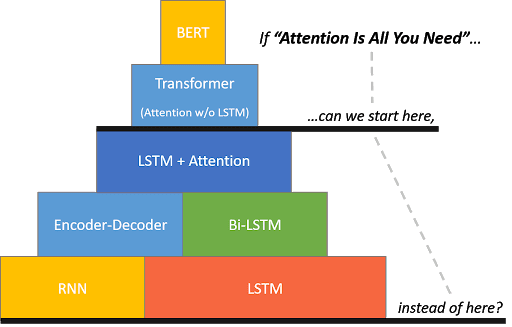 BERT
If "Attention Is All You Need"...
Transformer
(Attention w/o LSTM)
...can we start here,
LSTM + Attention
Encoder-Decoder
Bi-LSTM
RNN
LSTM
instead of here?